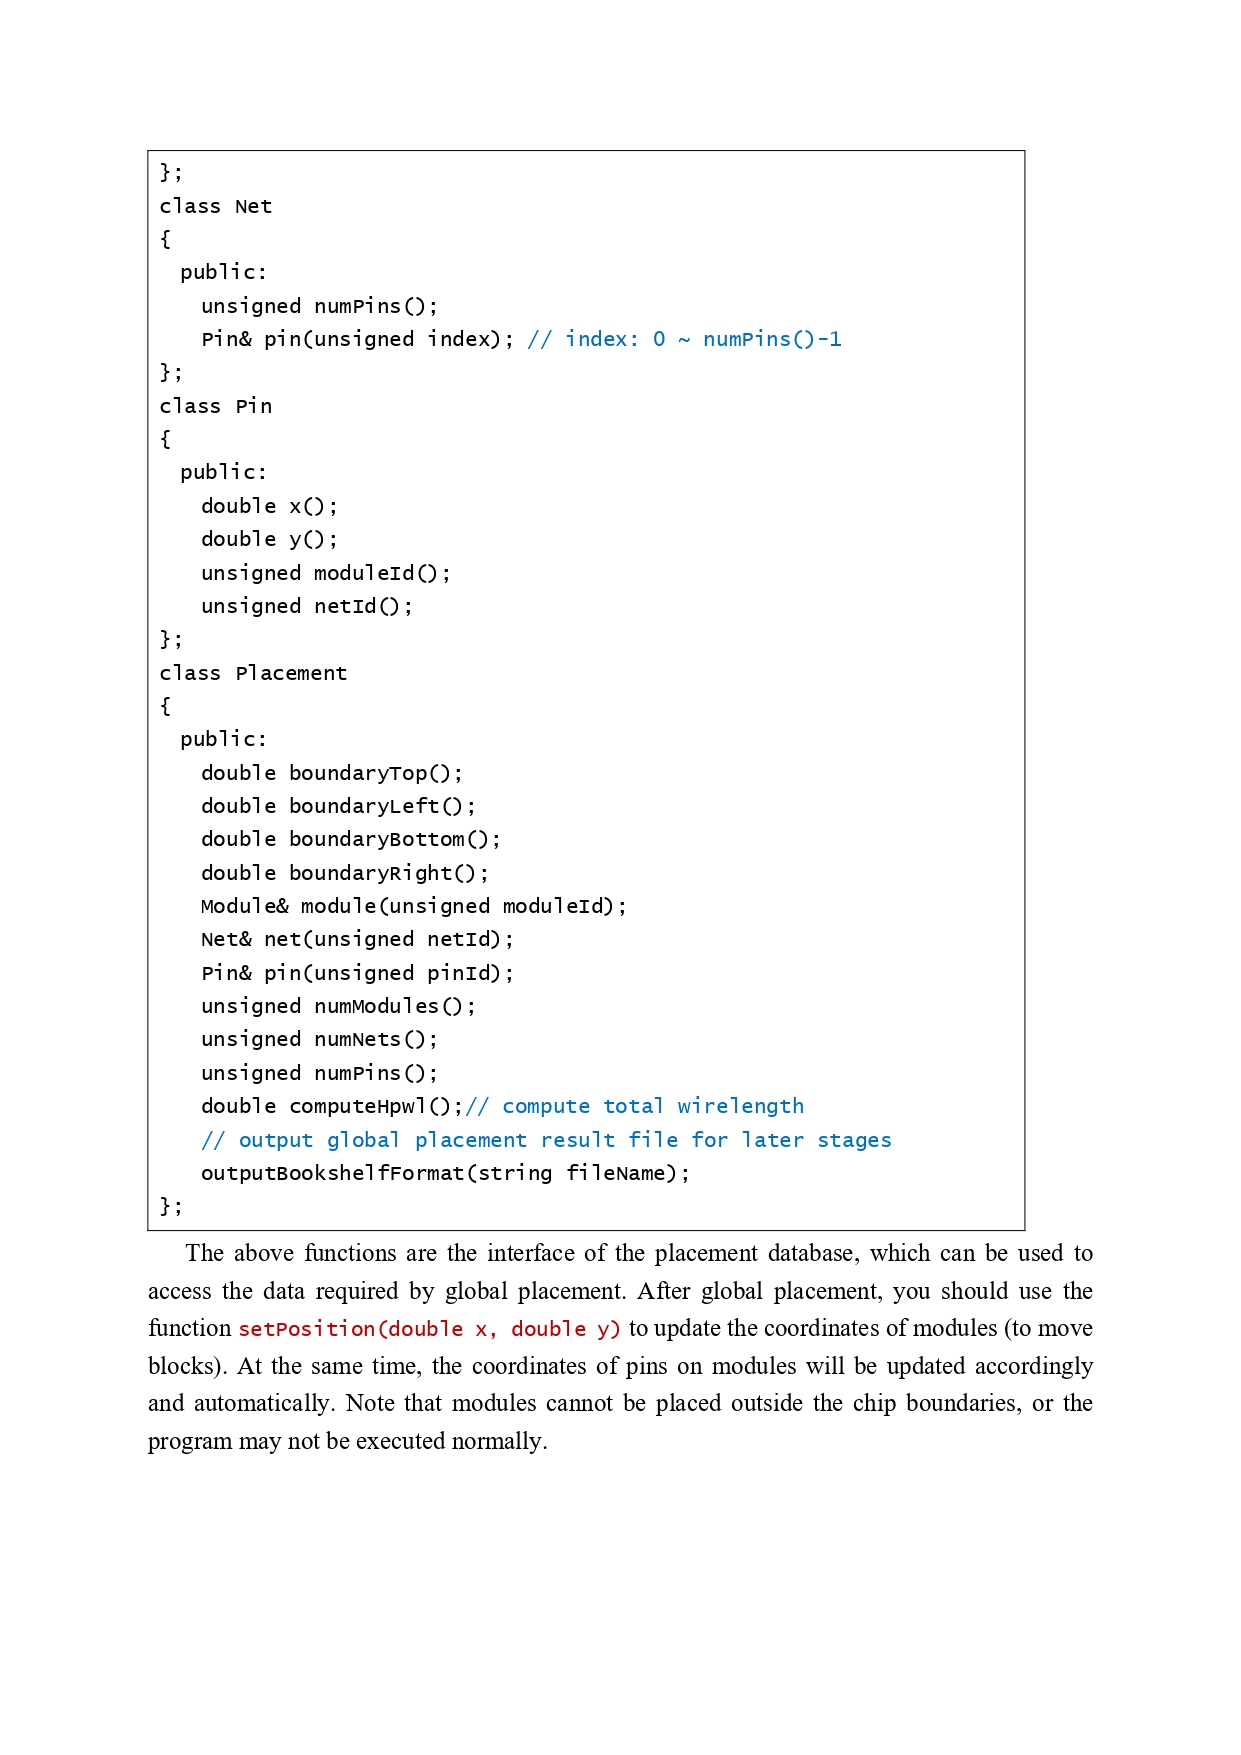 };
class Net
{
public:
unsigned numPins();
Pin& pin(unsigned index); // index: 0 ~ numPins()-1
};
class Pin
{
public:
double x();
double y();
unsigned moduleId();
unsigned netId();
};
class Placement
{
public:
double boundaryTop();
double boundaryLeft();
double boundaryBottom();
double boundaryRight();
Module& module(unsigned moduleId);
Net& net(unsigned netId);
Pin& pin(unsigned pinId);
unsigned numModules();
unsigned numNets();
unsigned numPins();
double computeHpwl();// compute total wirelength
// output global placement result file for later stages
outputBookshelfFormat(string fileName);
};
The above functions are the interface of the placement database, which can be used to
access the data required by global placement. After global placement, you should use the
function setPosition(double x, double y) to update the coordinates of modules (to move
blocks). At the same time, the coordinates of pins on modules will be updated accordingly
and automatically. Note that modules cannot be placed outside the chip boundaries, or the
program may not be executed normally.